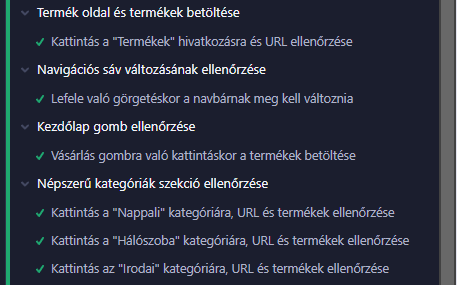 Termék oldal és termékek betöltése
Kattintás a "Termékek" hivatkozásra és URL ellenőrzése
Navigációs sáv változásának ellenőrzése
Lefele való görgetéskor a navbárnak meg kell változnia
Kezdőlap gomb ellenőrzése
Vásárlás gombra való kattintáskor a termékek betöltése
Népszerű kategóriák szekció ellenőrzése
Kattintás a "Nappali" kategóriára, URL és termékek ellenőrzése
Kattintás a "Hálószoba" kategóriára, URL és termékek ellenőrzése
Kattintás az "Irodai" kategóriára, URL és termékek ellenőrzése